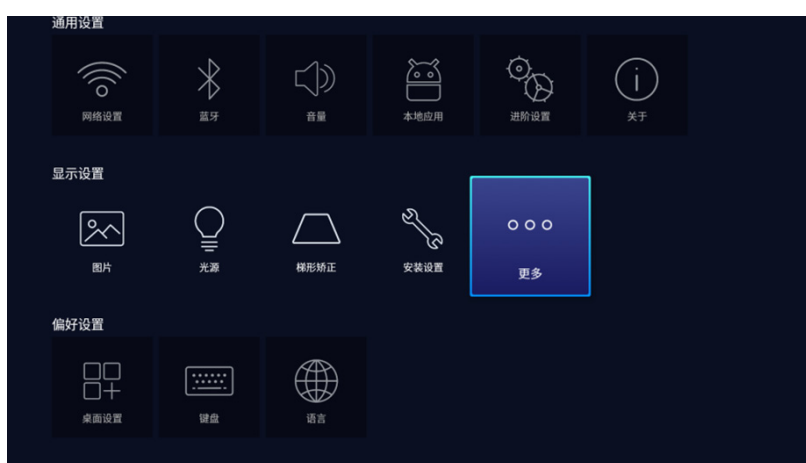 通用设置
网络设置
蓝牙
音量
本地应用
进阶设置
关于
显示设置
图片
光源
梯形矫正
安装设置
更多
偏好设置
桌面设置
键盘
语言